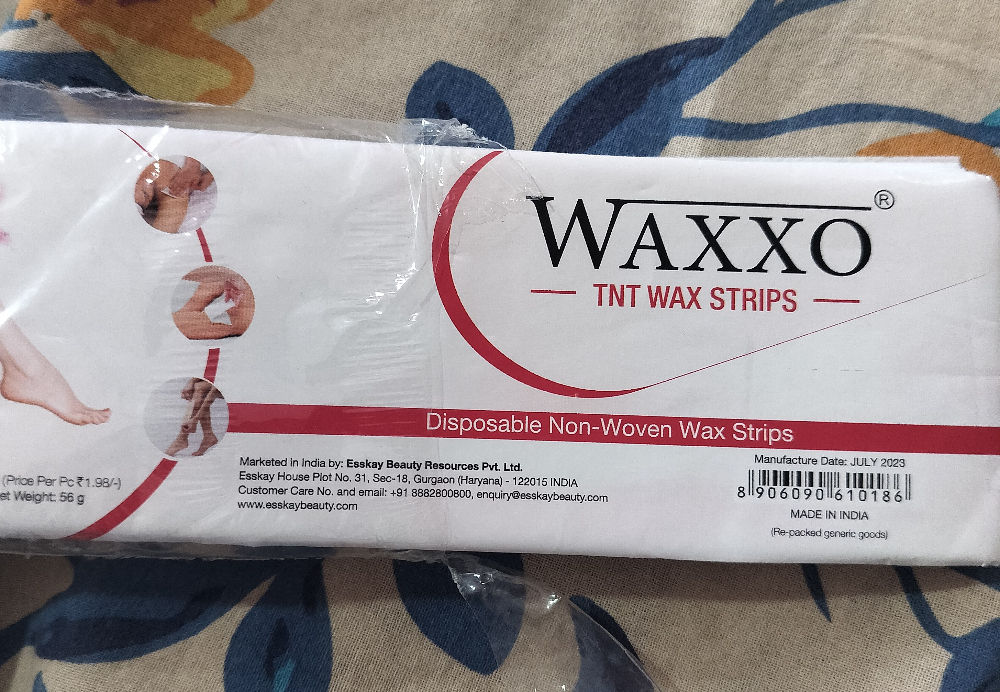 WAXXO®
TNT WAX STRIPS
Disposable Non-Woven Wax Strips
(Price Per Pc ₹1.98/-)
et Weight: 56 g
Marketed in India by: Esskay Beauty Resources Pvt. Ltd.
Esskay House Plot No. 31, Sec-18, Gurgaon (Haryana) - 122015 INDIA
Customer Care No. and email: +91 8882800800, enquiry@esskaybeauty.com
www.esskaybeauty.com
Manufacture Date: JULY 2023
8 906090 610186
MADE IN INDIA
(Re-packed generic goods)